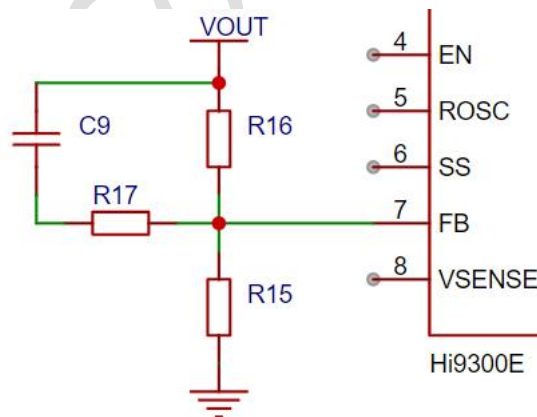 VOUT
4 EN
C9
R16
5 ROSC
6 SS
R17
7 FB
8 VSENSE
R15
Hi9300E